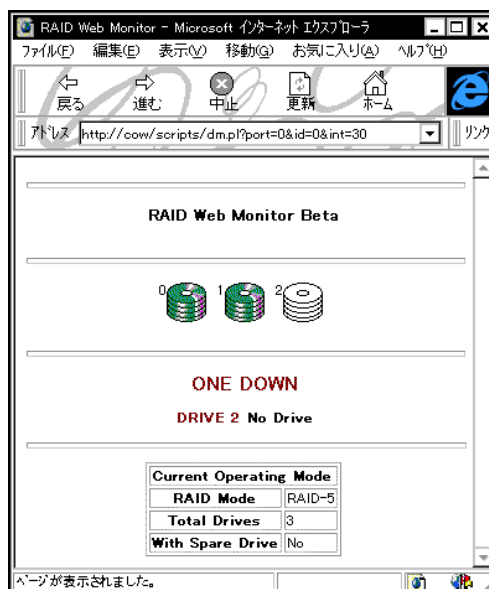 RAID Web Monitor - Microsoft インターネット エクスプローラ
ファイル(F) 編集(E) 表示(V) 移動(G) お気に入り(A) ヘルプ(H)
戻る 進む 中止 更新 ホーム
アドレス http://cow/scripts/dm.pl?port=0&id=0&int=30 リンク
RAID Web Monitor Beta
0 1 2
ONE DOWN
DRIVE 2 No Drive
Current Operating Mode
RAID Mode RAID-5
Total Drives 3
With Spare Drive No
ページが表示されました。